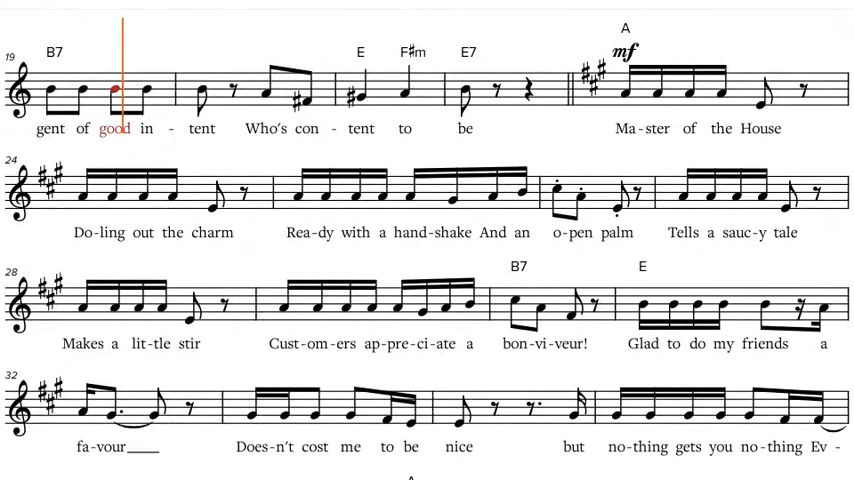 B7 E F♯m E7 A
19 mf
gent of good in - tent Who's con - tent to be Ma-ster of the House
24
Do-ling out the charm Rea-dy with a hand-shake And an o-pen palm Tells a sauc-y tale
B7 E
28
Makes a lit-tle stir Cust-om-ers ap-pre-ci-ate a bon-vi-veur! Glad to do my friends a
32
fa-vour____ Does-n't cost me to be nice but no-thing gets you no-thing Ev -
A